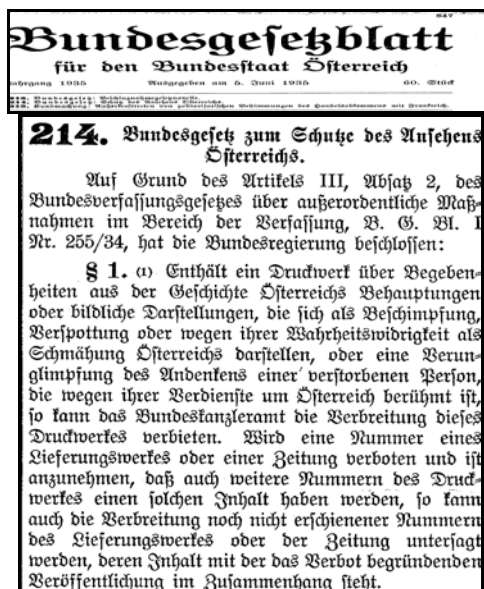 647
Bundesgesetzblatt
für den Bundesstaat Österreich
Jahrgang 1935 Ausgegeben am 5. Juni 1935 60. Stück
214. Bundesgesetz: Schutz des Ansehens Österreichs.
214. Bundesgesetz zum Schutze des Ansehens
Österreichs.
Auf Grund des Artikels III, Absatz 2, des
Bundesverfassungsgesetzes über außerordentliche Maß-
nahmen im Bereich der Verfassung, B. G. Bl. I
Nr. 255/34, hat die Bundesregierung beschlossen:
§ 1. (1) Enthält ein Druckwerk über Begeben-
heiten aus der Geschichte Österreichs Behauptungen
oder bildliche Darstellungen, die sich als Beschimpfung,
Verspottung oder wegen ihrer Wahrheitswidrigkeit als
Schmähung Österreichs darstellen, oder eine Verun-
glimpfung des Andenkens einer verstorbenen Person,
die wegen ihrer Verdienste um Österreich berühmt ist,
so kann das Bundeskanzleramt die Verbreitung dieses
Druckwerkes verbieten. Wird eine Nummer eines
Lieferungswerkes oder einer Zeitung verboten und ist
anzunehmen, daß auch weitere Nummern des Druck-
werkes einen solchen Inhalt haben werden, so kann
auch die Verbreitung noch nicht erschienener Nummern
des Lieferungswerkes oder der Zeitung untersagt
werden, deren Inhalt mit der das Verbot begründenden
Veröffentlichung im Zusammenhang steht.